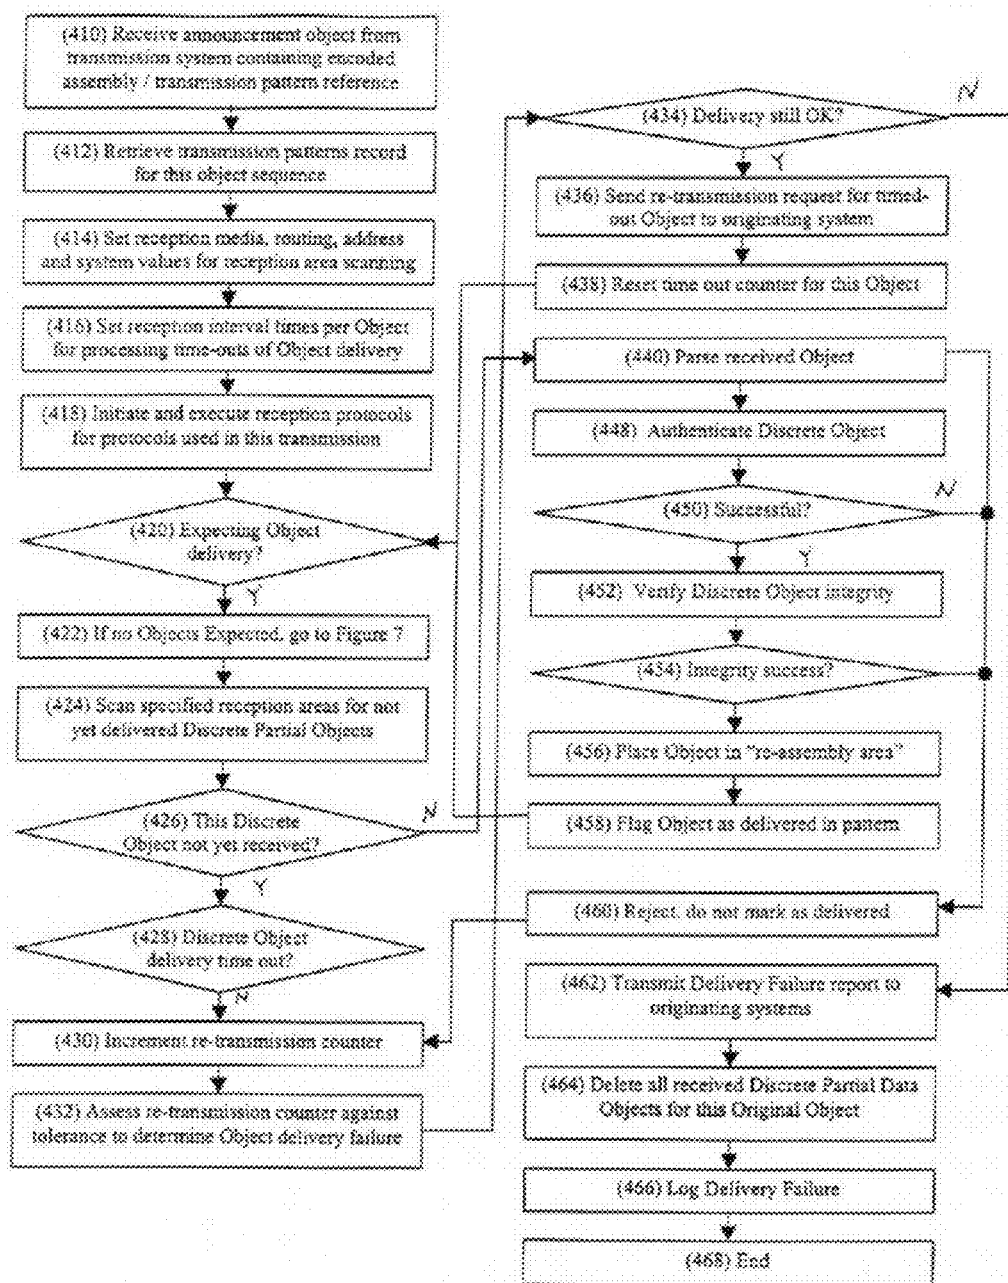 (410) Receive announcement object from
transmission system containing encoded
assembly / transmission pattern reference
(412) Retrieve transmission patterns record
for this object sequence
(414) Set reception media, routing, address
and system values for reception area scanning
(416) Set reception interval times per Object
for processing time-outs of Object delivery
(418) Initiate and execute reception protocols
for protocols used in this transmission
(420) Expecting Object
delivery?
Y
(422) If no Objects Expected, go to Figure 7
(424) Scan specified reception areas for not
yet delivered Discrete Partial Objects
(426) This Discrete
Object not yet received?
N
Y
(428) Discrete Object
delivery time out?
N
(430) Increment re-transmission counter
(432) Assess re-transmission counter against
tolerance to determine Object delivery failure
(434) Delivery still OK?
N
Y
(436) Send re-transmission request for timed-
out Object to originating system
(438) Reset time out counter for this Object
(440) Parse received Object
(448) Authenticate Discrete Object
(450) Successful?
N
Y
(452) Verify Discrete Object integrity
(454) Integrity success?
(456) Place Object in "re-assembly area"
(458) Flag Object as delivered in pattern
(460) Reject, do not mark as delivered
(462) Transmit Delivery Failure report to
originating systems
(464) Delete all received Discrete Partial Data
Objects for this Original Object
(466) Log Delivery Failure
(468) End